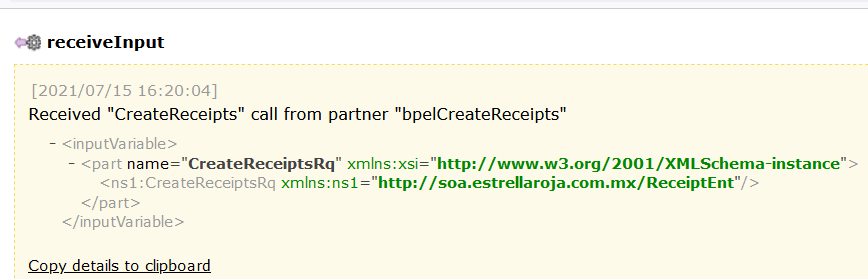 receiveInput
[2021/07/15 16:20:04]
Received "CreateReceipts" call from partner "bpelCreateReceipts"
- <inputVariable>
- <part name="CreateReceiptsRq" xmlns:xsi="http://www.w3.org/2001/XMLSchema-instance">
<ns1:CreateReceiptsRq xmlns:ns1="http://soa.estrellaroja.com.mx/ReceiptEnt"/>
</part>
</inputVariable>
Copy details to clipboard